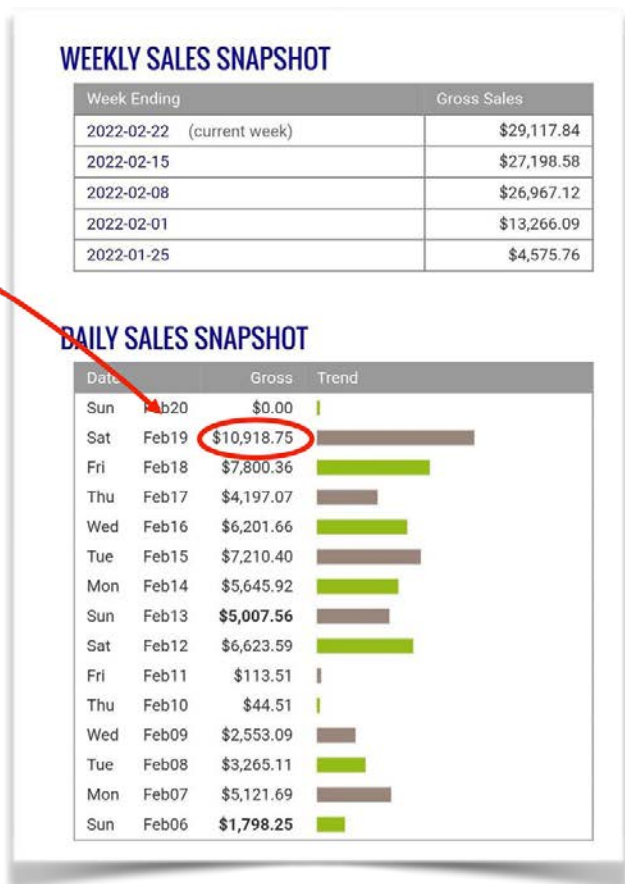 WEEKLY SALES SNAPSHOT
Week Ending Gross Sales
2022-02-22 (current week) $29,117.84
2022-02-15 $27,198.58
2022-02-08 $26,967.12
2022-02-01 $13,266.09
2022-01-25 $4,575.76
DAILY SALES SNAPSHOT
Date Gross Trend
Sun Feb20 $0.00
Sat Feb19 $10,918.75
Fri Feb18 $7,800.36
Thu Feb17 $4,197.07
Wed Feb16 $6,201.66
Tue Feb15 $7,210.40
Mon Feb14 $5,645.92
Sun Feb13 $5,007.56
Sat Feb12 $6,623.59
Fri Feb11 $113.51
Thu Feb10 $44.51
Wed Feb09 $2,553.09
Tue Feb08 $3,265.11
Mon Feb07 $5,121.69
Sun Feb06 $1,798.25